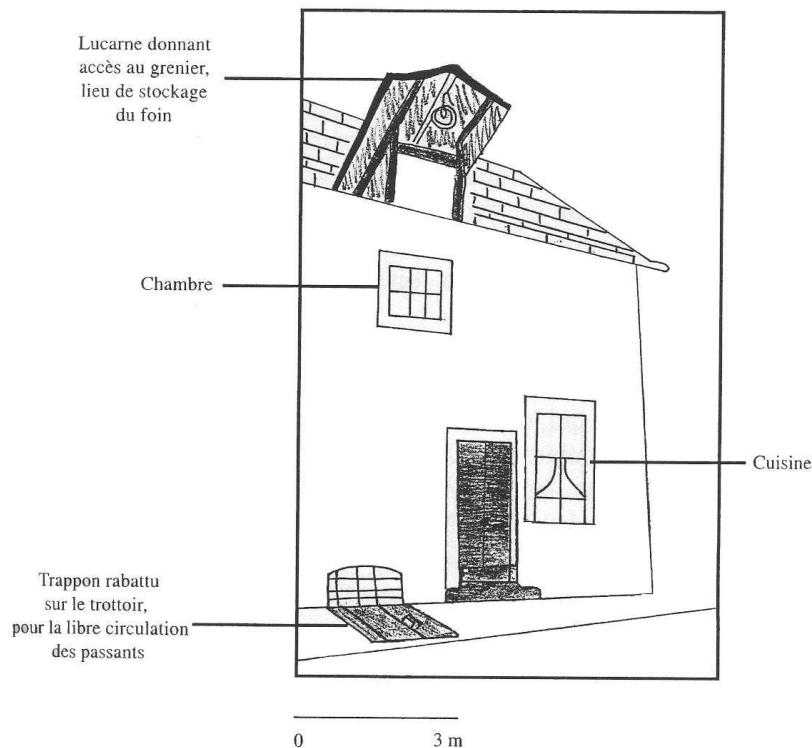 Lucarne donnant
accès au grenier,
lieu de stockage
du foin
Chambre
Cuisine
Trappon rabattu
sur le trottoir,
pour la libre circulation
des passants
0 3 m